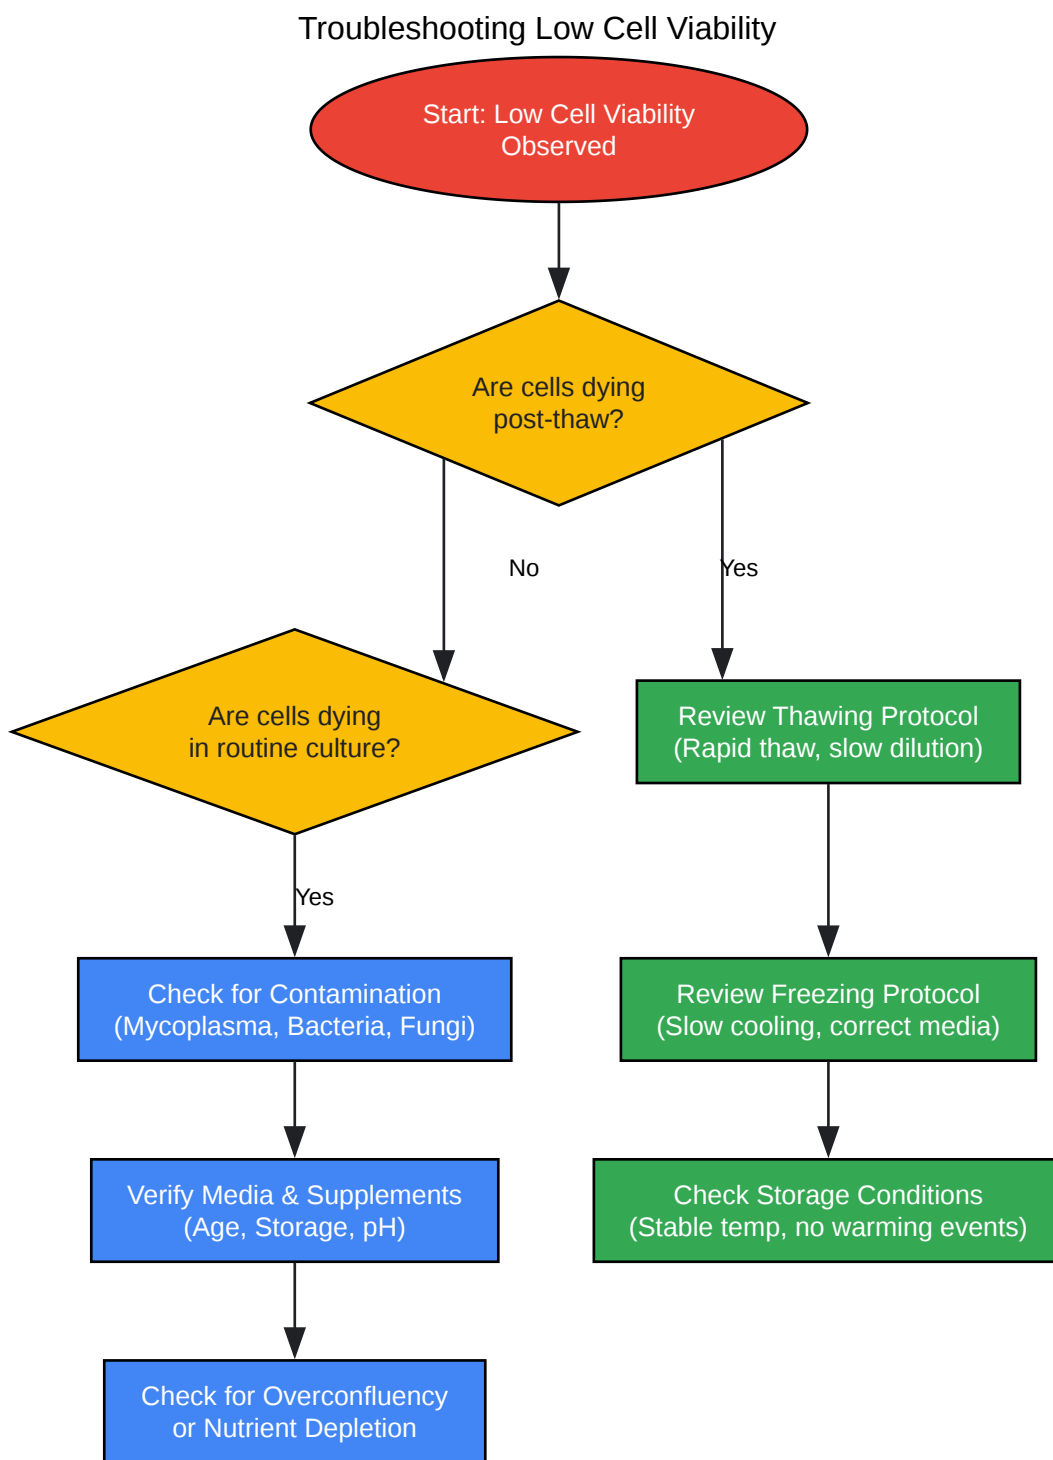 Troubleshooting Low Cell Viability
Start: Low Cell Viability
Observed
Are cells dying
post-thaw?
No
Yes
Are cells dying
in routine culture?
Review Thawing Protocol
(Rapid thaw, slow dilution)
Yes
Check for Contamination
(Mycoplasma, Bacteria, Fungi)
Review Freezing Protocol
(Slow cooling, correct media)
Verify Media & Supplements
(Age, Storage, pH)
Check Storage Conditions
(Stable temp, no warming events)
Check for Overconfluency
or Nutrient Depletion